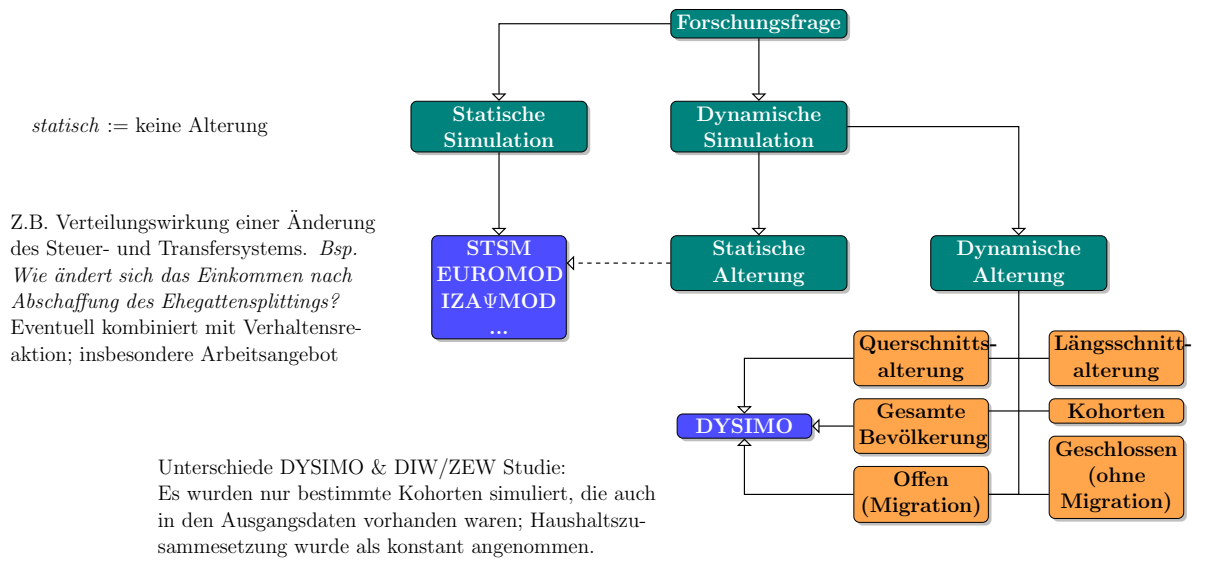 Forschungsfrage
statisch := keine Alterung
Statische
Simulation
Dynamische
Simulation
Z.B. Verteilungswirkung einer Änderung
des Steuer- und Transfersystems. Bsp.
Wie ändert sich das Einkommen nach
Abschaffung des Ehegattensplittings?
Eventuell kombiniert mit Verhaltensre-
aktion; insbesondere Arbeitsangebot
STSM
EUROMOD
IZAΨMOD
...
Statische
Alterung
Dynamische
Alterung
Querschnitts-
alterung
Längsschnitt-
alterung
DYSIMO
Gesamte
Bevölkerung
Kohorten
Offen
(Migration)
Geschlossen
(ohne
Migration)
Unterschiede DYSIMO & DIW/ZEW Studie:
Es wurden nur bestimmte Kohorten simuliert, die auch
in den Ausgangsdaten vorhanden waren; Haushaltszu-
sammesetzung wurde als konstant angenommen.